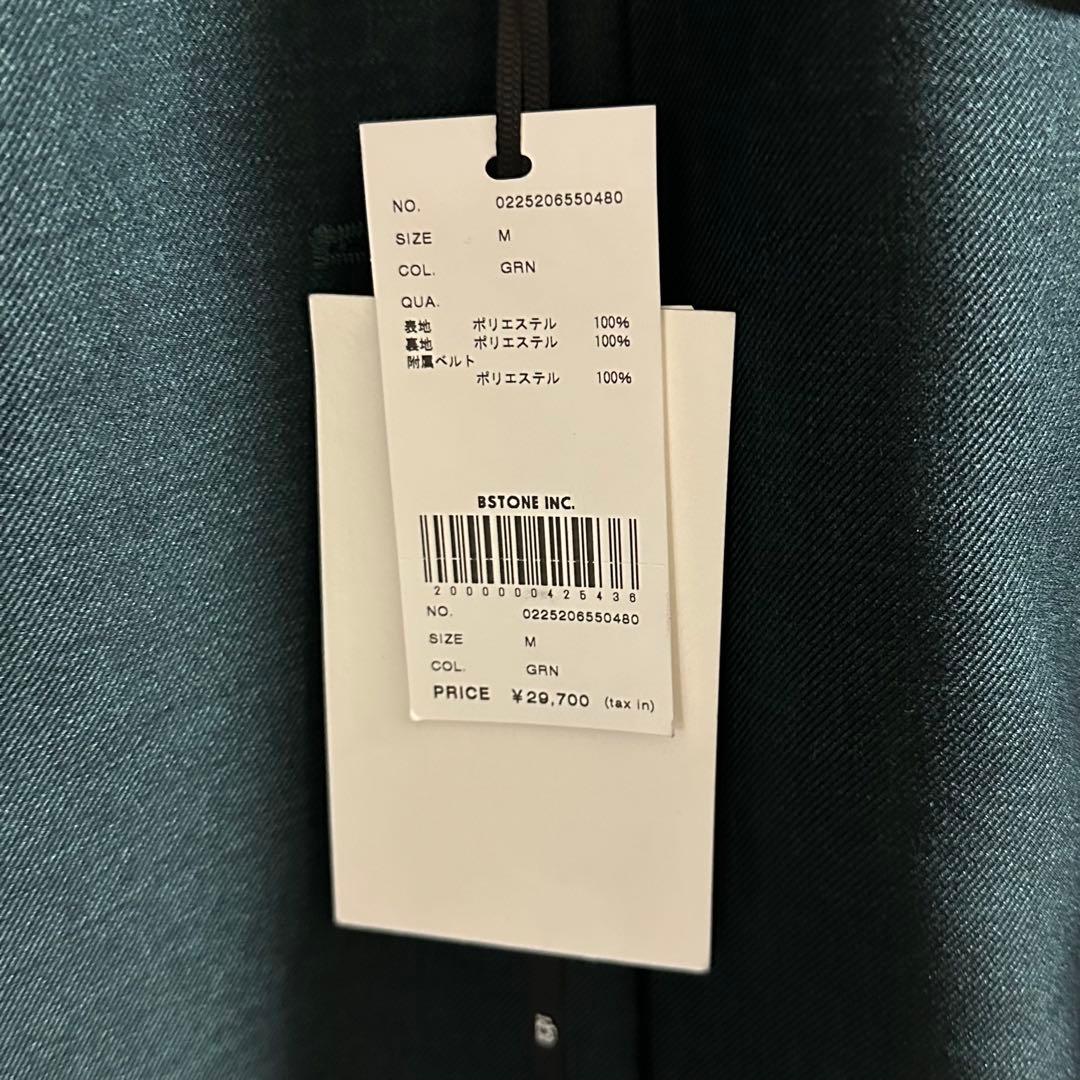 NO. 0225206550480
SIZE M
COL. GRN
QUA.
表地 ポリエステル 100%
裏地 ポリエステル 100%
附属ベルト
ポリエステル 100%
BSTONE INC.
2000000425436
NO. 0225206550480
SIZE M
COL. GRN
PRICE ¥29,700 (tax in)